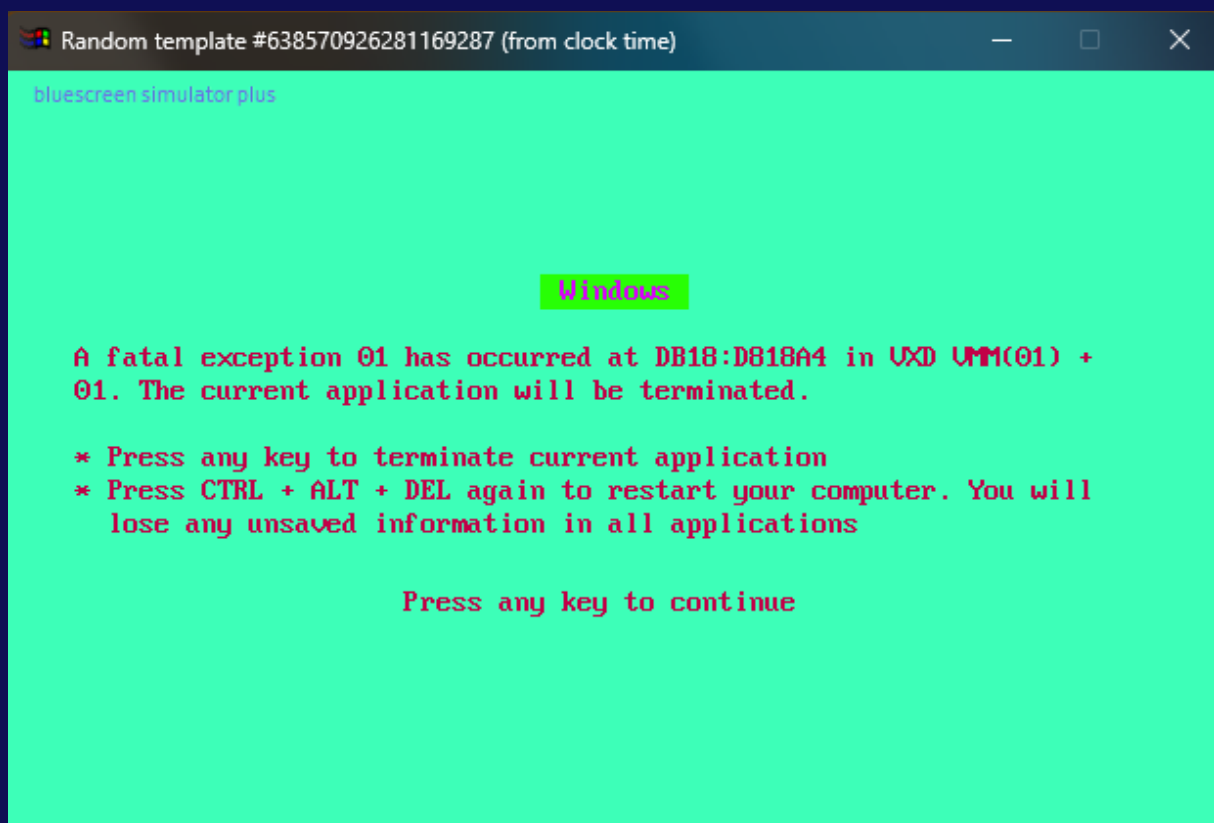 Random template #638570926281169287 (from clock time)
bluescreen simulator plus
Windows
A fatal exception 01 has occurred at DB18:D818A4 in VXD VMM(01) +
01. The current application will be terminated.
* Press any key to terminate current application
* Press CTRL + ALT + DEL again to restart your computer. You will
lose any unsaved information in all applications
Press any key to continue